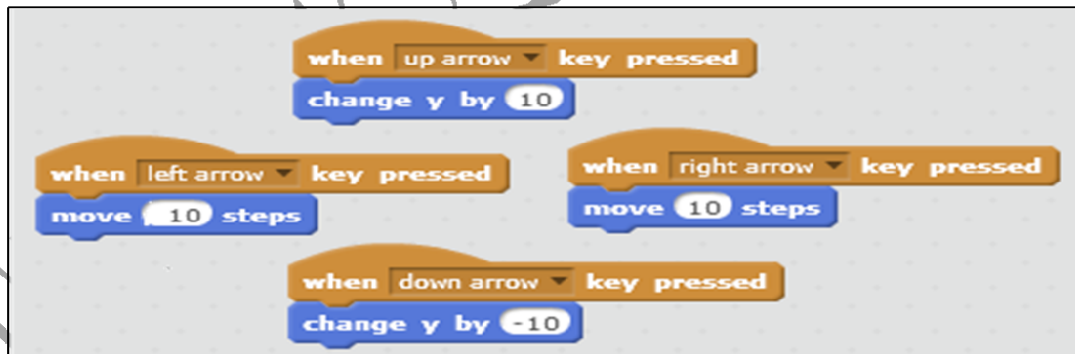 when up arrow key pressed
change y by 10
when left arrow key pressed
move 10 steps
when right arrow key pressed
move 10 steps
when down arrow key pressed
change y by -10